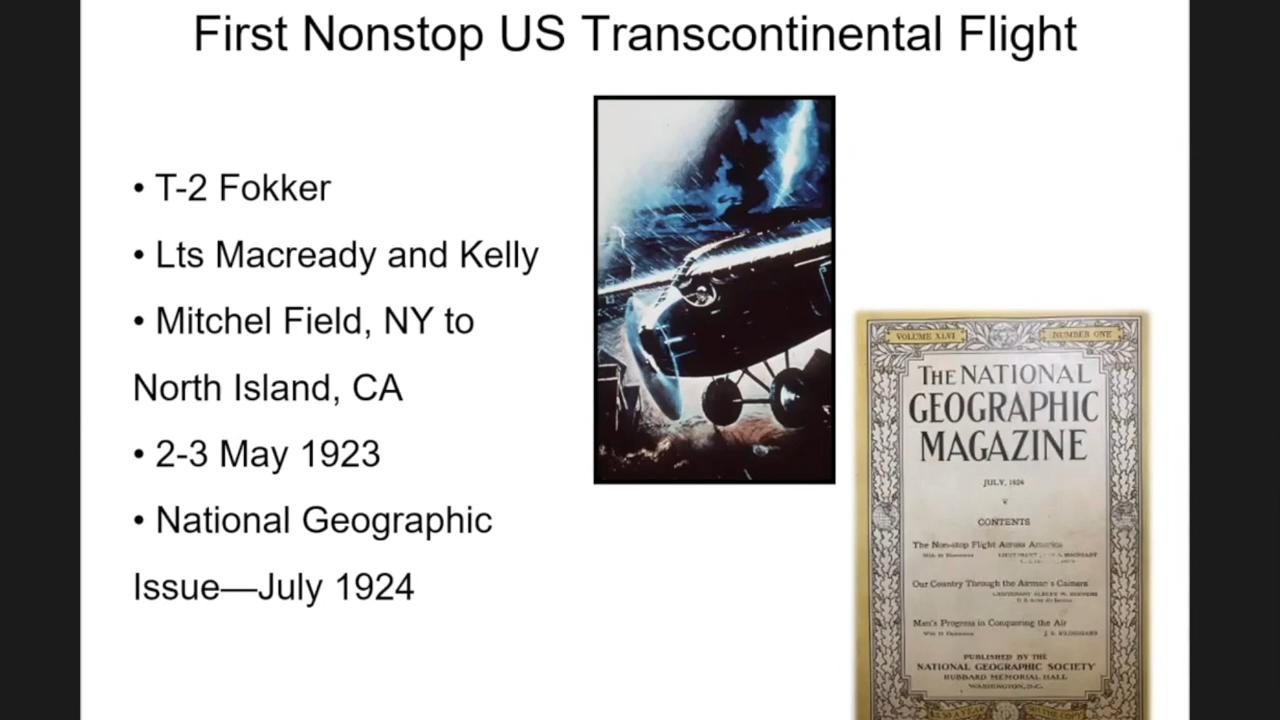 First Nonstop US Transcontinental Flight
• T-2 Fokker
• Lts Macready and Kelly
• Mitchel Field, NY to
North Island, CA
• 2-3 May 1923
• National Geographic
Issue—July 1924
VOLUME XLVI
NUMBER ONE
THE NATIONAL
GEOGRAPHIC
MAGAZINE
JULY, 1924
CONTENTS
The Non-stop Flight Across America
Our Country Through the Airman's Camera
Man's Progress in Conquering the Air
PUBLISHED BY THE
NATIONAL GEOGRAPHIC SOCIETY
HUBBARD MEMORIAL HALL
WASHINGTON, D.C.